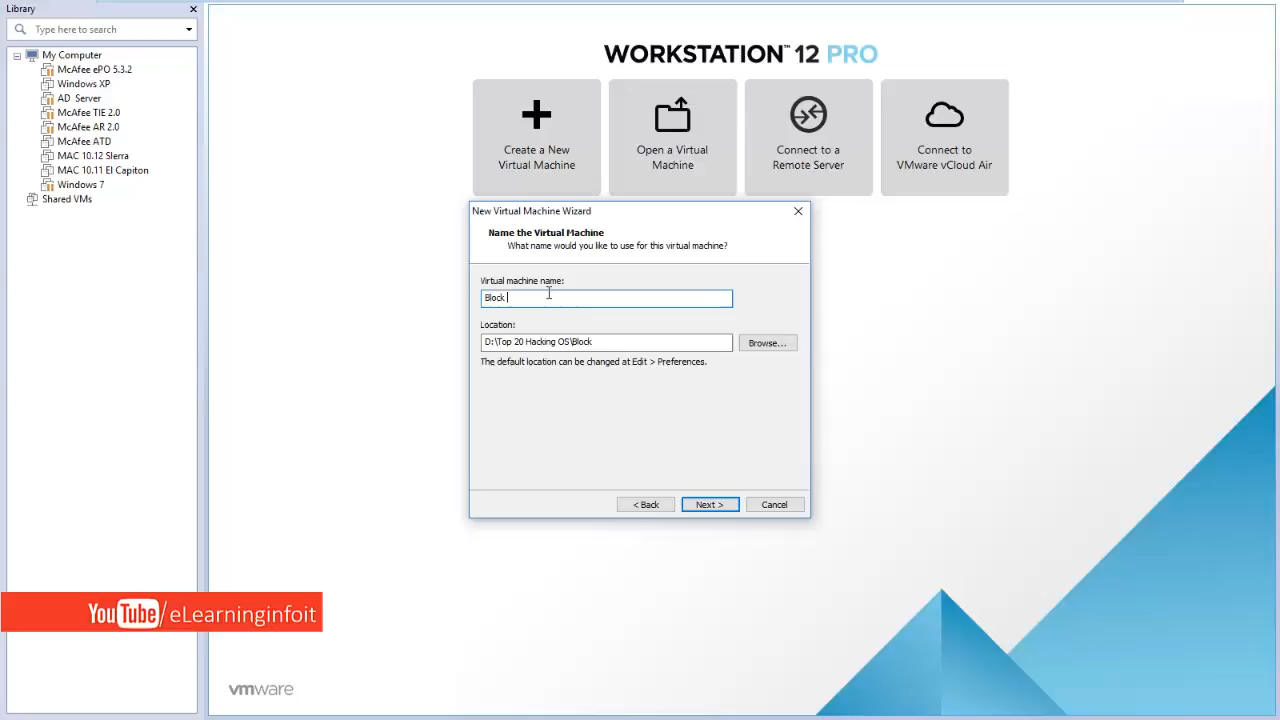 Library
Type here to search
My Computer
McAfee ePO 5.3.2
Windows XP
AD Server
McAfee TIE 2.0
McAfee AR 2.0
McAfee ATD
MAC 10.12 SIerra
MAC 10.11 EI Capiton
Windows 7
Shared VMs
WORKSTATION™ 12 PRO
Create a New
Virtual Machine
Open a Virtual
Machine
Connect to a
Remote Server
Connect to
VMware vCloud Air
New Virtual Machine Wizard
Name the Virtual Machine
What name would you like to use for this virtual machine?
Virtual machine name:
Block
Location:
D:\Top 20 Hacking OS\Block
Browse...
The default location can be changed at Edit > Preferences.
< Back
Next >
Cancel
YouTube/eLearninginfoit
vmware